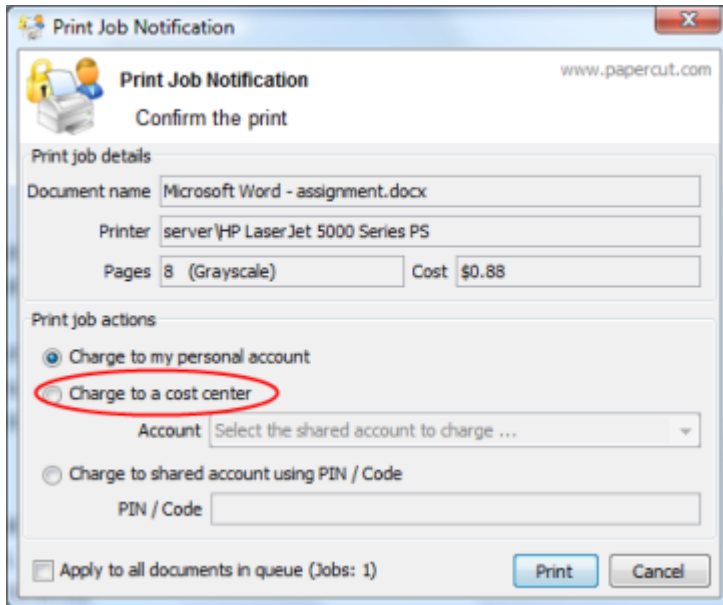 Print Job Notification
www.papercut.com
Print Job Notification
Confirm the print
Print job details
Document name Microsoft Word - assignment.docx
Printer server\HP LaserJet 5000 Series PS
Pages 8 (Grayscale) Cost $0.88
Print job actions
Charge to my personal account
Charge to a cost center
Account Select the shared account to charge ...
Charge to shared account using PIN / Code
PIN / Code
Apply to all documents in queue (Jobs: 1) Print Cancel